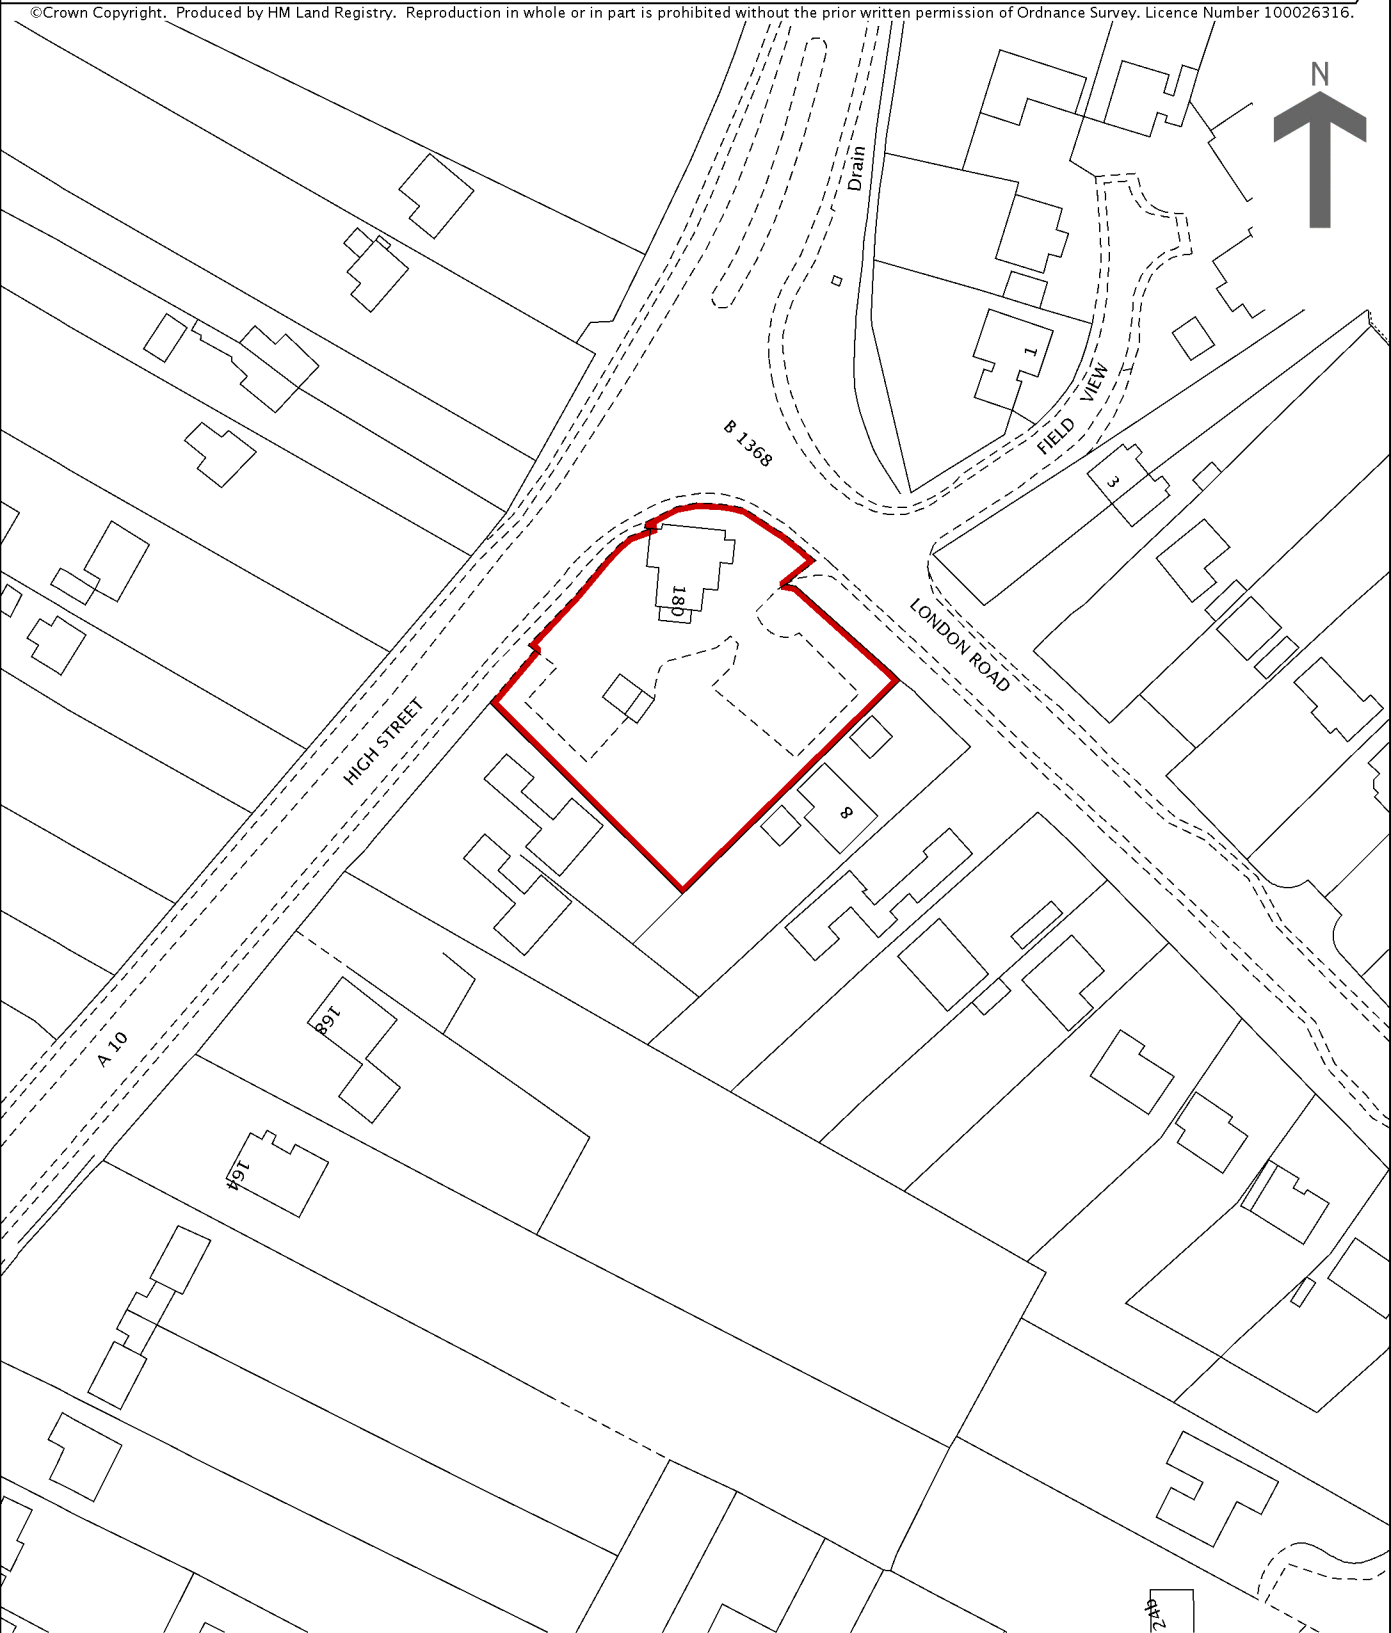 ©Crown Copyright. Produced by HM Land Registry. Reproduction in whole or in part is prohibited without the prior written permission of Ordnance Survey. Licence Number 100026316.
N
Drain
1
VIEW
FIELD
B 1368
3
180
LONDON ROAD
HIGH STREET
8
168
A 10
164
24b